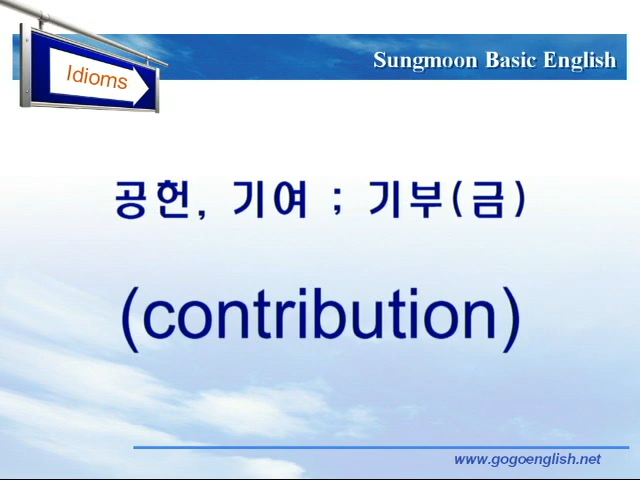 Idioms
Sungmoon Basic English
공헌, 기여 ; 기부(금)
(contribution)
www.gogoenglish.net